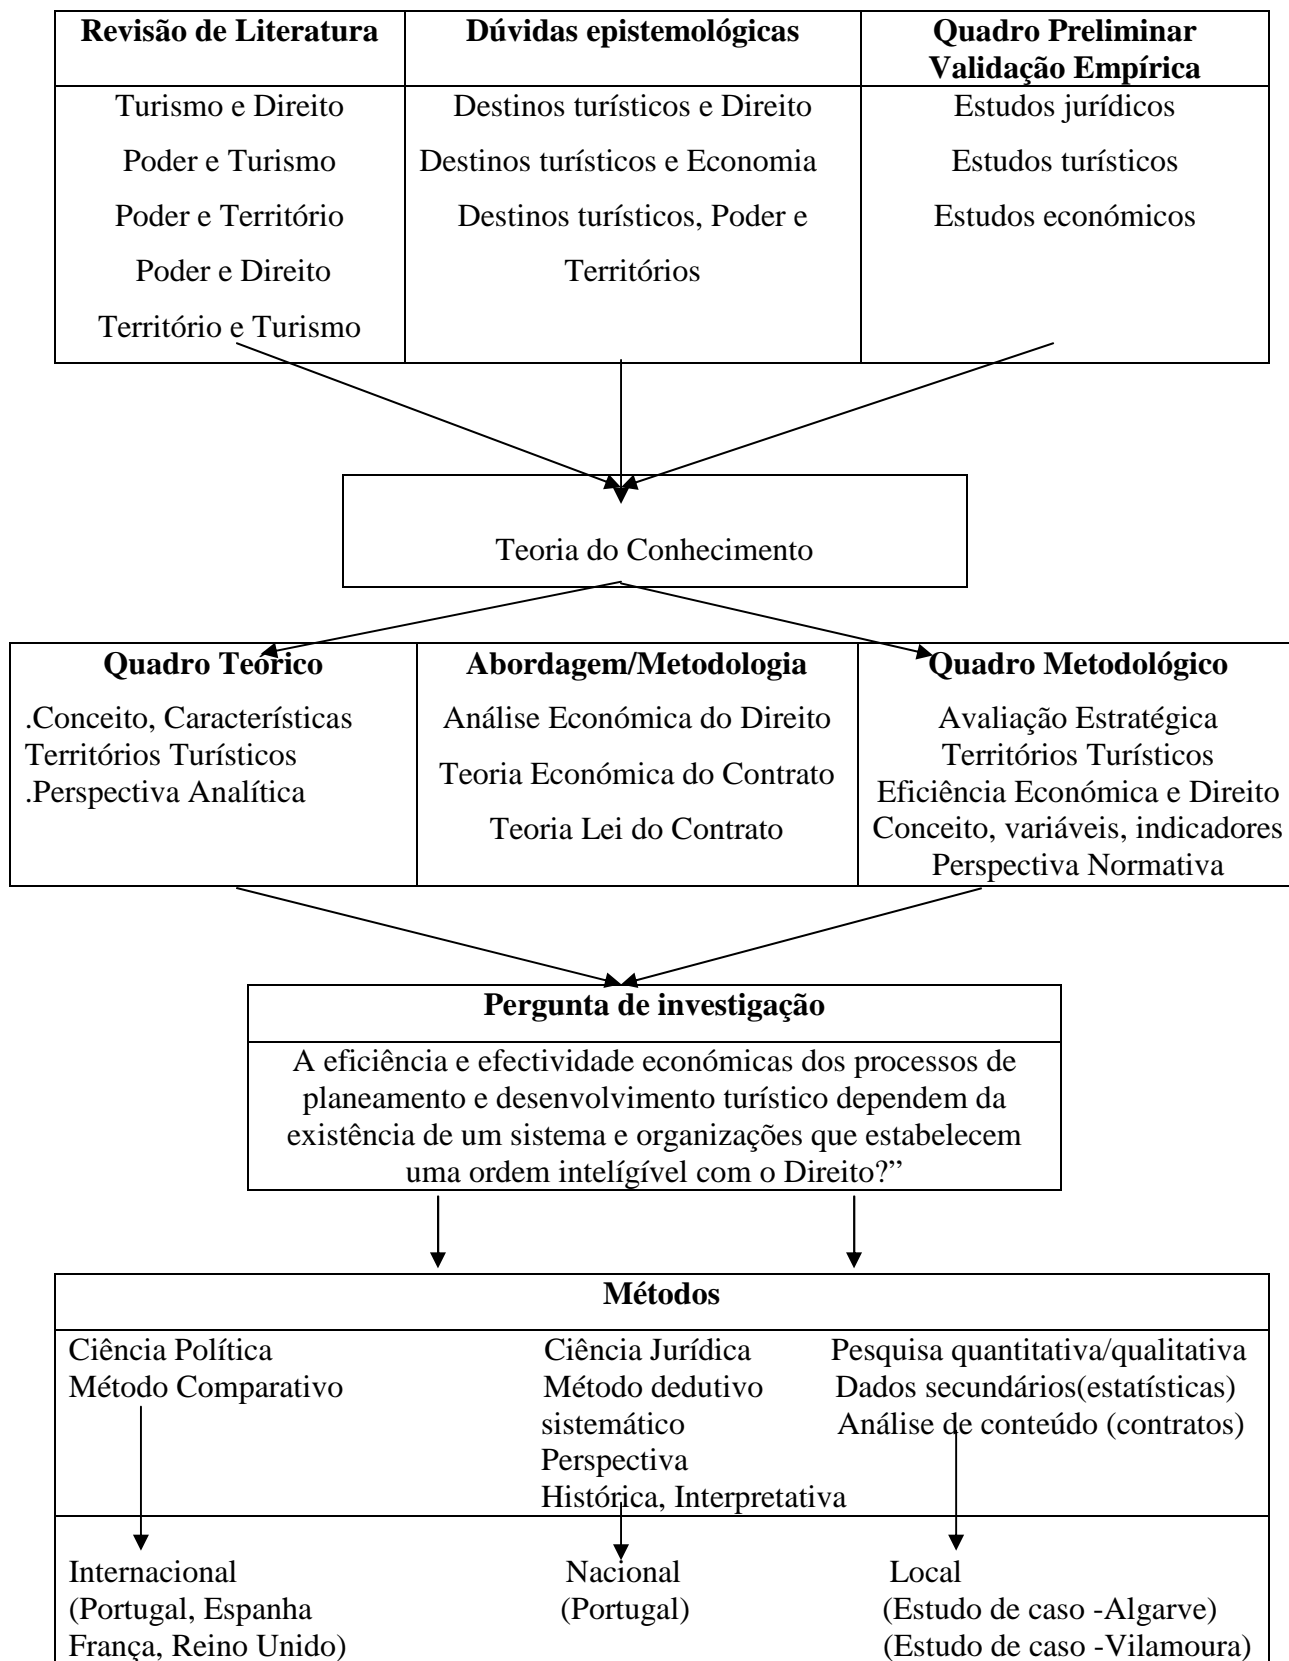 Revisão de Literatura
Dúvidas epistemológicas
Quadro Preliminar
Validação Empírica
Turismo e Direito
Poder e Turismo
Poder e Território
Poder e Direito
Território e Turismo
Destinos turísticos e Direito
Destinos turísticos e Economia
Destinos turísticos, Poder e
Territórios
Estudos jurídicos
Estudos turísticos
Estudos económicos
Teoria do Conhecimento
Quadro Teórico
.Conceito, Características
Territórios Turísticos
.Perspectiva Analítica
Abordagem/Metodologia
Análise Económica do Direito
Teoria Económica do Contrato
Teoria Lei do Contrato
Quadro Metodológico
Avaliação Estratégica
Territórios Turísticos
Eficiência Económica e Direito
Conceito, variáveis, indicadores
Perspectiva Normativa
Pergunta de investigação
A eficiência e efectividade económicas dos processos de
planeamento e desenvolvimento turístico dependem da
existência de um sistema e organizações que estabelecem
uma ordem intelígível com o Direito?”
Métodos
Ciência Política
Método Comparativo
Ciência Jurídica
Método dedutivo
sistemático
Perspectiva
Histórica, Interpretativa
Pesquisa quantitativa/qualitativa
Dados secundários(estatísticas)
Análise de conteúdo (contratos)
Internacional
(Portugal, Espanha
França, Reino Unido)
Nacional
(Portugal)
Local
(Estudo de caso -Algarve)
(Estudo de caso -Vilamoura)